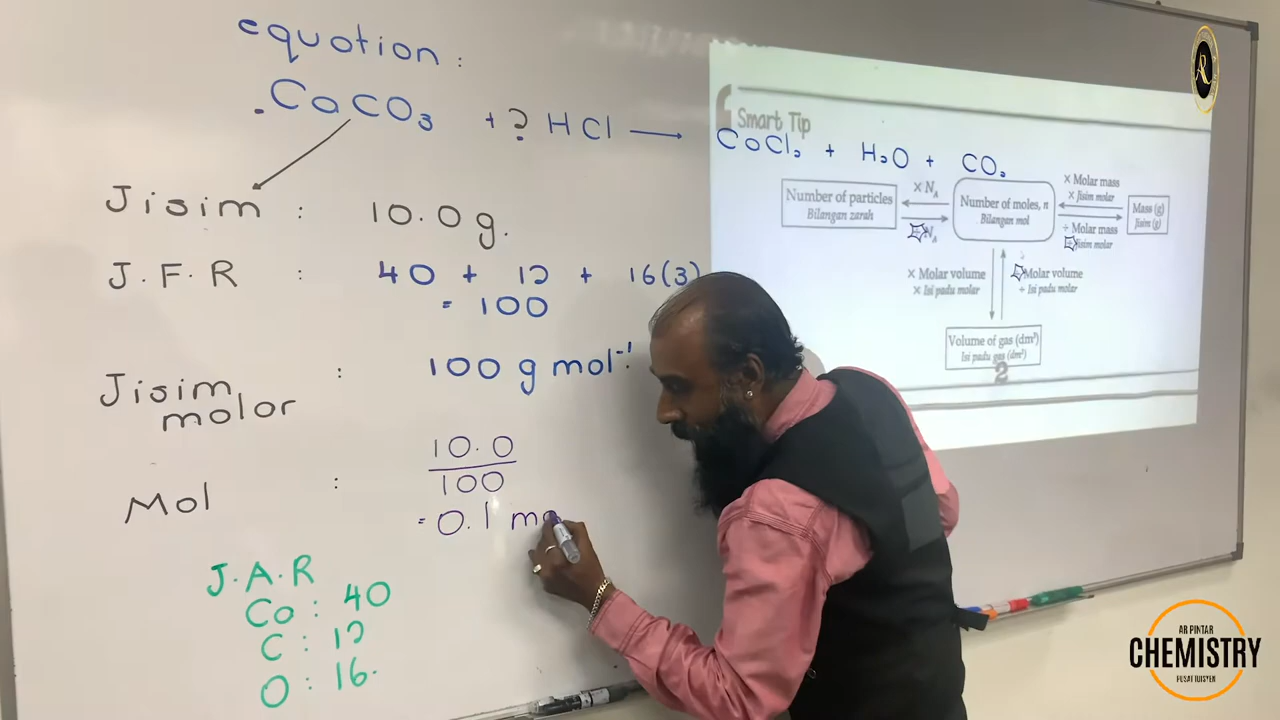 equation :
CaCO₃ + ? HCl → CaCl₂ + H₂O + CO₂
Jisim : 10.0 g.
J.F.R : 40 + 12 + 16(3)
= 100
Jisim molar : 100 g mol⁻¹
Mol : 10.0 / 100
= 0.1 mo
J.A.R
Ca : 40
C : 12
O : 16.
Smart Tip
Number of particles
Bilangan zarah
× Nₐ
÷ Nₐ
Number of moles, n
Bilangan mol
× Molar mass
× Jisim molar
÷ Molar mass
÷ Jisim molar
Mass (g)
Jisim (g)
× Molar volume
× Isi padu molar
Molar volume
÷ Isi padu molar
Volume of gas (dm³)
Isi padu gas (dm³)
2
AR PINTAR
CHEMISTRY
PUSAT TUISYEN